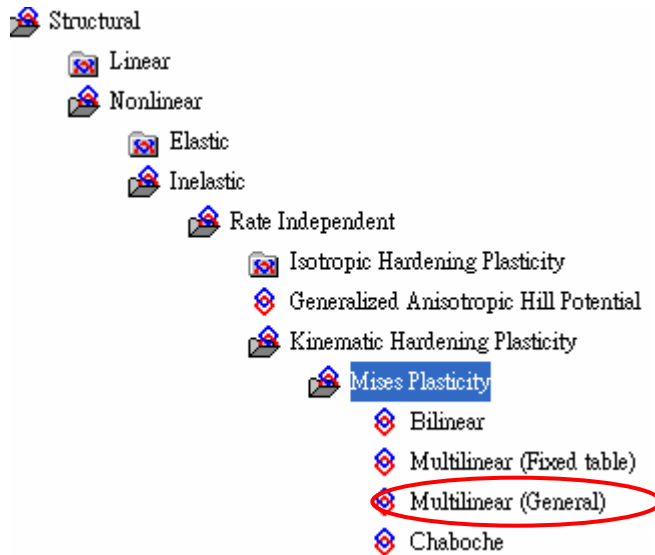 Structural
Linear
Nonlinear
Elastic
Inelastic
Rate Independent
Isotropic Hardening Plasticity
Generalized Anisotropic Hill Potential
Kinematic Hardening Plasticity
Mises Plasticity
Bilinear
Multilinear (Fixed table)
Multilinear (General)
Chaboche